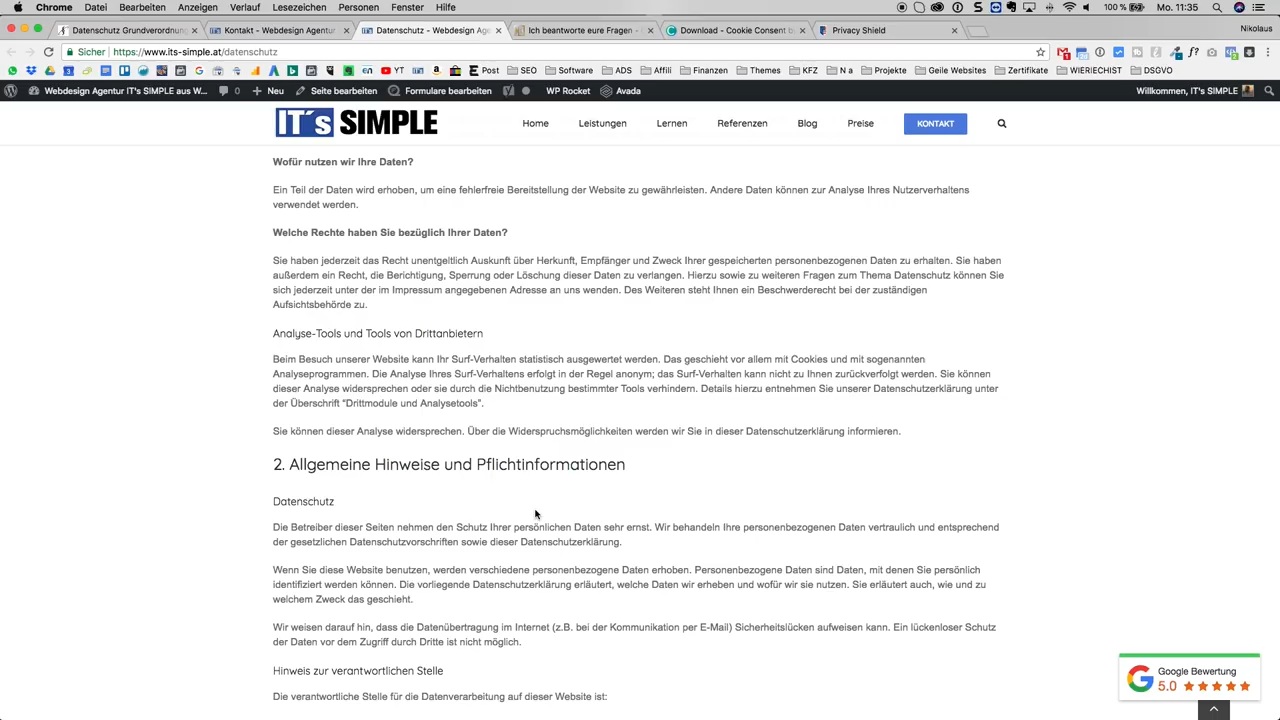 Chrome Datei Bearbeiten Anzeigen Verlauf Lesezeichen Personen Fenster Hilfe 100 % Mo. 11:35
Datenschutz Grundverordnung Kontakt - Webdesign Agentur Datenschutz - Webdesign Age Ich beantworte eure Fragen - Download - Cookie Consent b Privacy Shield Nikolaus
Sicher https://www.its-simple.at/datenschutz
YT Post SEO Software ADS Affili Finanzen Themes KFZ N a Projekte Geile Websites Zertifikate WIERICHIST DSGVO
Webdesign Agentur IT's SIMPLE aus W... 0 Neu Seite bearbeiten Formulare bearbeiten WP Rocket Avada Willkommen, IT's SIMPLE
IT's SIMPLE Home Leistungen Lernen Referenzen Blog Preise KONTAKT
Wofür nutzen wir Ihre Daten?
Ein Teil der Daten wird erhoben, um eine fehlerfreie Bereitstellung der Website zu gewährleisten. Andere Daten können zur Analyse Ihres Nutzerverhaltens
verwendet werden.
Welche Rechte haben Sie bezüglich Ihrer Daten?
Sie haben jederzeit das Recht unentgeltlich Auskunft über Herkunft, Empfänger und Zweck Ihrer gespeicherten personenbezogenen Daten zu erhalten. Sie haben
außerdem ein Recht, die Berichtigung, Sperrung oder Löschung dieser Daten zu verlangen. Hierzu sowie zu weiteren Fragen zum Thema Datenschutz können Sie
sich jederzeit unter der im Impressum angegebenen Adresse an uns wenden. Des Weiteren steht Ihnen ein Beschwerderecht bei der zuständigen
Aufsichtsbehörde zu.
Analyse-Tools und Tools von Drittanbietern
Beim Besuch unserer Website kann Ihr Surf-Verhalten statistisch ausgewertet werden. Das geschieht vor allem mit Cookies und mit sogenannten
Analyseprogrammen. Die Analyse Ihres Surf-Verhaltens erfolgt in der Regel anonym; das Surf-Verhalten kann nicht zu Ihnen zurückverfolgt werden. Sie können
dieser Analyse widersprechen oder sie durch die Nichtbenutzung bestimmter Tools verhindern. Details hierzu entnehmen Sie unserer Datenschutzerklärung unter
der Überschrift "Drittmodule und Analysetools".
Sie können dieser Analyse widersprechen. Über die Widerspruchsmöglichkeiten werden wir Sie in dieser Datenschutzerklärung informieren.
2. Allgemeine Hinweise und Pflichtinformationen
Datenschutz
Die Betreiber dieser Seiten nehmen den Schutz Ihrer persönlichen Daten sehr ernst. Wir behandeln Ihre personenbezogenen Daten vertraulich und entsprechend
der gesetzlichen Datenschutzvorschriften sowie dieser Datenschutzerklärung.
Wenn Sie diese Website benutzen, werden verschiedene personenbezogene Daten erhoben. Personenbezogene Daten sind Daten, mit denen Sie persönlich
identifiziert werden können. Die vorliegende Datenschutzerklärung erläutert, welche Daten wir erheben und wofür wir sie nutzen. Sie erläutert auch, wie und zu
welchem Zweck das geschieht.
Wir weisen darauf hin, dass die Datenübertragung im Internet (z.B. bei der Kommunikation per E-Mail) Sicherheitslücken aufweisen kann. Ein lückenloser Schutz
der Daten vor dem Zugriff durch Dritte ist nicht möglich.
Hinweis zur verantwortlichen Stelle
Die verantwortliche Stelle für die Datenverarbeitung auf dieser Website ist:
Google Bewertung
5.0